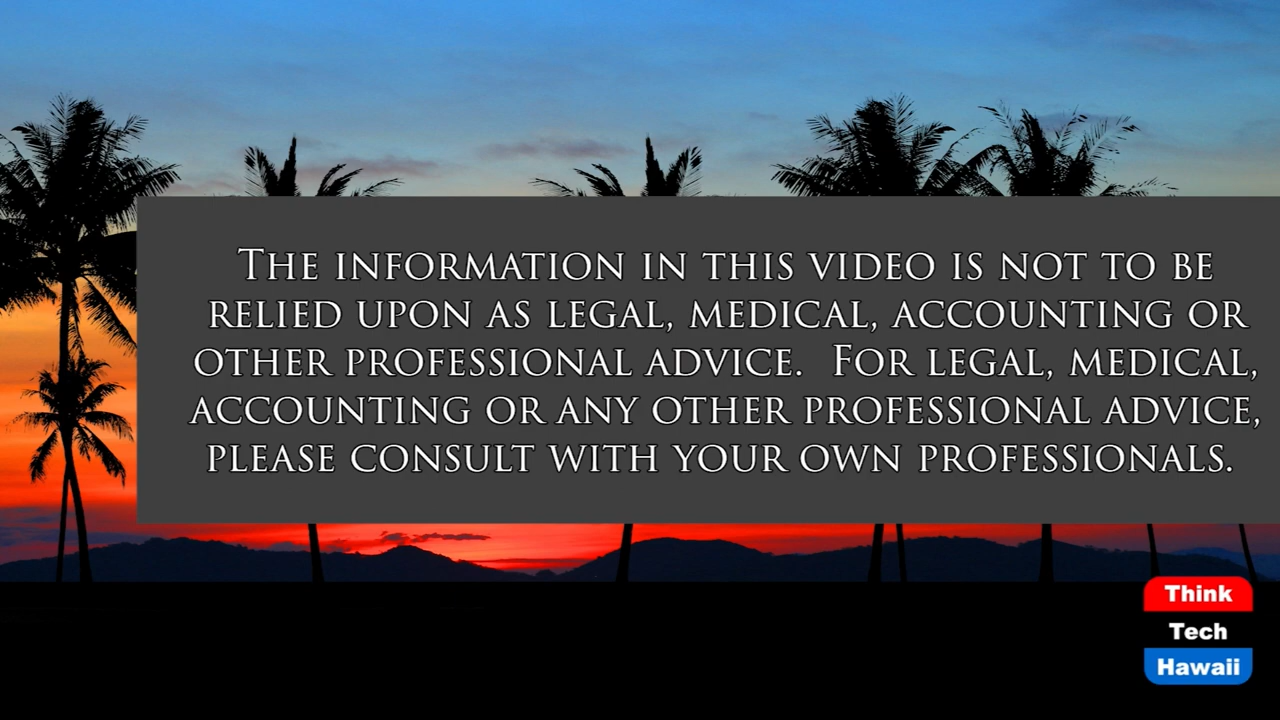 The information in this video is not to be
relied upon as legal, medical, accounting or
other professional advice.  For legal, medical,
accounting or any other professional advice,
please consult with your own professionals.
Think
Tech
Hawaii